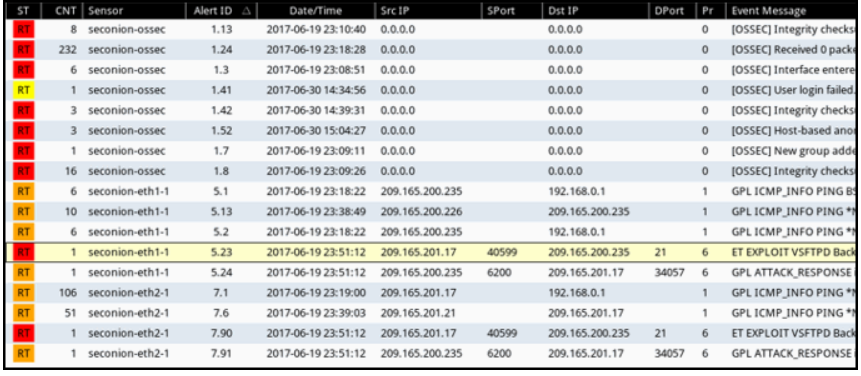 ST CNT Sensor Alert ID △ Date/Time Src IP SPort Dst IP DPort Pr Event Message
RT 8 seconion-ossec 1.13 2017-06-19 23:10:40 0.0.0.0 0.0.0.0 0 [OSSEC] Integrity checks
RT 232 seconion-ossec 1.24 2017-06-19 23:18:28 0.0.0.0 0.0.0.0 0 [OSSEC] Received 0 packe
RT 6 seconion-ossec 1.3 2017-06-19 23:08:51 0.0.0.0 0.0.0.0 0 [OSSEC] Interface entere
RT 1 seconion-ossec 1.41 2017-06-30 14:34:56 0.0.0.0 0.0.0.0 0 [OSSEC] User login failed.
RT 3 seconion-ossec 1.42 2017-06-30 14:39:31 0.0.0.0 0.0.0.0 0 [OSSEC] Integrity checks
RT 3 seconion-ossec 1.52 2017-06-30 15:04:27 0.0.0.0 0.0.0.0 0 [OSSEC] Host-based ano
RT 1 seconion-ossec 1.7 2017-06-19 23:09:11 0.0.0.0 0.0.0.0 0 [OSSEC] New group adde
RT 16 seconion-ossec 1.8 2017-06-19 23:09:26 0.0.0.0 0.0.0.0 0 [OSSEC] Integrity checks
RT 6 seconion-eth1-1 5.1 2017-06-19 23:18:22 209.165.200.235 192.168.0.1 1 GPL ICMP_INFO PING BS
RT 10 seconion-eth1-1 5.13 2017-06-19 23:38:49 209.165.200.226 209.165.200.235 1 GPL ICMP_INFO PING *N
RT 6 seconion-eth1-1 5.2 2017-06-19 23:18:22 209.165.200.235 192.168.0.1 1 GPL ICMP_INFO PING *N
RT 1 seconion-eth1-1 5.23 2017-06-19 23:51:12 209.165.201.17 40599 209.165.200.235 21 6 ET EXPLOIT VSFTPD Back
RT 1 seconion-eth1-1 5.24 2017-06-19 23:51:12 209.165.200.235 6200 209.165.201.17 34057 6 GPL ATTACK_RESPONSE
RT 106 seconion-eth2-1 7.1 2017-06-19 23:19:00 209.165.201.17 192.168.0.1 1 GPL ICMP_INFO PING *N
RT 51 seconion-eth2-1 7.6 2017-06-19 23:39:03 209.165.201.21 209.165.201.17 1 GPL ICMP_INFO PING *N
RT 1 seconion-eth2-1 7.90 2017-06-19 23:51:12 209.165.201.17 40599 209.165.200.235 21 6 ET EXPLOIT VSFTPD Back
RT 1 seconion-eth2-1 7.91 2017-06-19 23:51:12 209.165.200.235 6200 209.165.201.17 34057 6 GPL ATTACK_RESPONSE